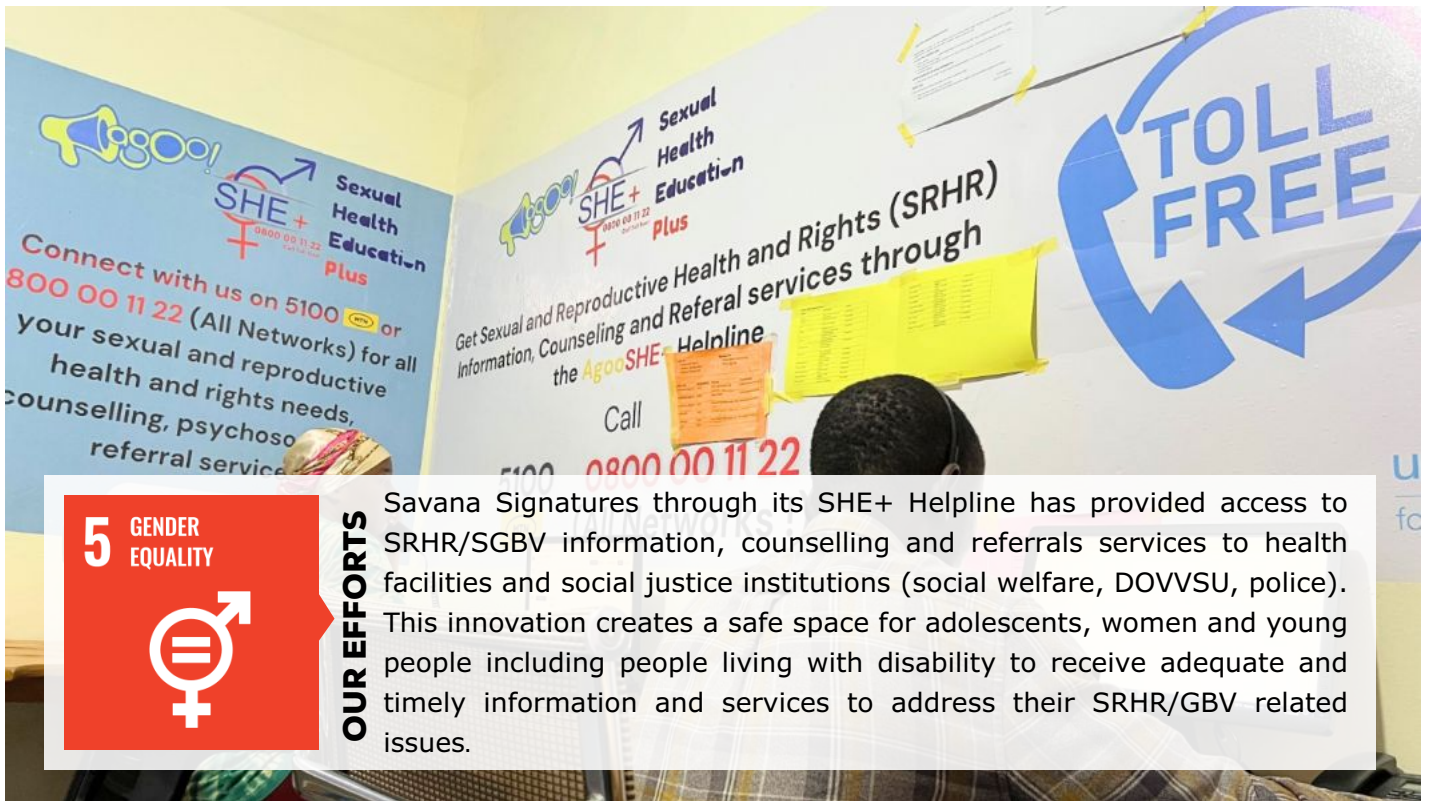 Agoo!
SHE+
0800 00 11 22
Sexual
Health
Education
Plus
Connect with us on 5100 MTN or
800 00 11 22 (All Networks) for all
your sexual and reproductive
health and rights needs,
counselling,
referral
Agoo!
SHE+
0800 00 11 22
Sexual
Health
Education
Plus
Get Sexual and Reproductive Health and Rights (SRHR)
Information, Counseling and Referal services through
the AgooSHE+ Helpline
Call
5100 0800 00 11 22
(All Networks)
TOLL
FREE
5 GENDER
EQUALITY
OUR EFFORTS
Savana Signatures through its SHE+ Helpline has provided access to
SRHR/SGBV information, counselling and referrals services to health
facilities and social justice institutions (social welfare, DOVVSU, police).
This innovation creates a safe space for adolescents, women and young
people including people living with disability to receive adequate and
timely information and services to address their SRHR/GBV related
issues.